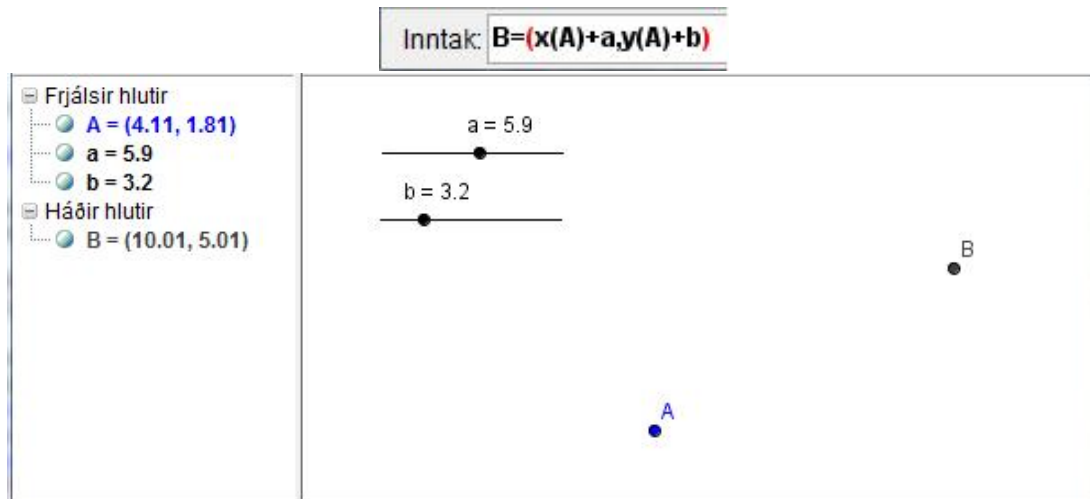 Inntak: B=(x(A)+a,y(A)+b)
Frjálsir hlutir
A = (4.11, 1.81)
a = 5.9
b = 3.2
Háðir hlutir
B = (10.01, 5.01)
a = 5.9
b = 3.2
B
A